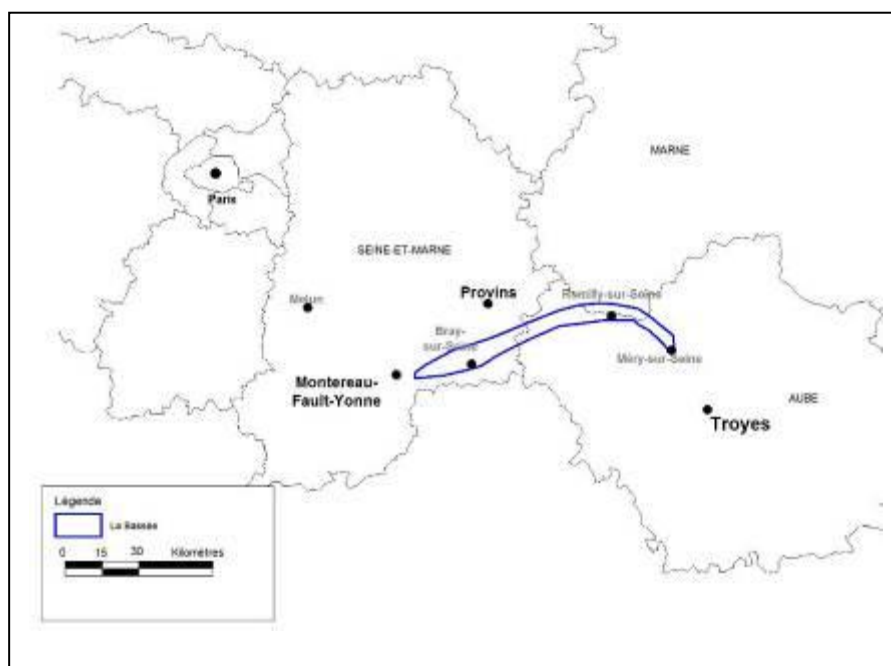 MARNE
Paris
SEINE-ET-MARNE
Provins
Romilly-sur-Seine
Melun
Bray-
sur-Seine
Méry-sur-Seine
Montereau-
Fault-Yonne
AUBE
Troyes
Légende
La Bassée
0 15 30 Kilomètres